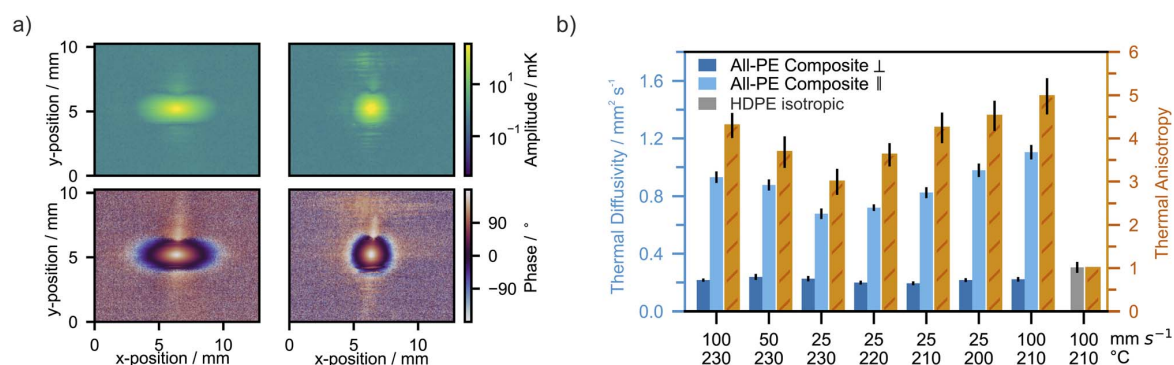 a)
10
5
0
y-position / mm
10¹
10⁻¹
Amplitude / mK
10
5
0
y-position / mm
0
5
10
x-position / mm
0
5
10
x-position / mm
90
0
−90
Phase / °
b)
All-PE Composite ⊥
All-PE Composite ∥
HDPE isotropic
1.6
1.2
0.8
0.4
0.0
Thermal Diffusivity / mm² s⁻¹
6
5
4
3
2
1
0
Thermal Anisotropy
100 50 25 25 25 25 100 100 mm s⁻¹
230 230 230 220 210 200 210 210 °C